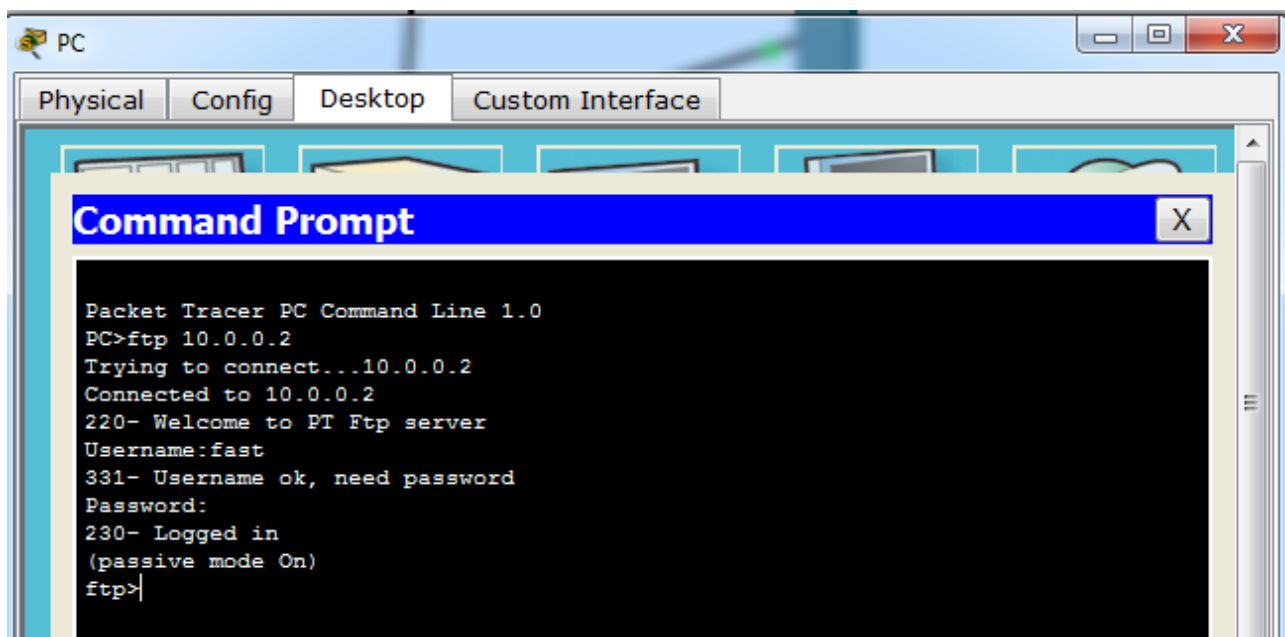 PC
Physical Config Desktop Custom Interface
Command Prompt
X
Packet Tracer PC Command Line 1.0
PC>ftp 10.0.0.2
Trying to connect...10.0.0.2
Connected to 10.0.0.2
220- Welcome to PT Ftp server
Username:fast
331- Username ok, need password
Password:
230- Logged in
(passive mode On)
ftp>